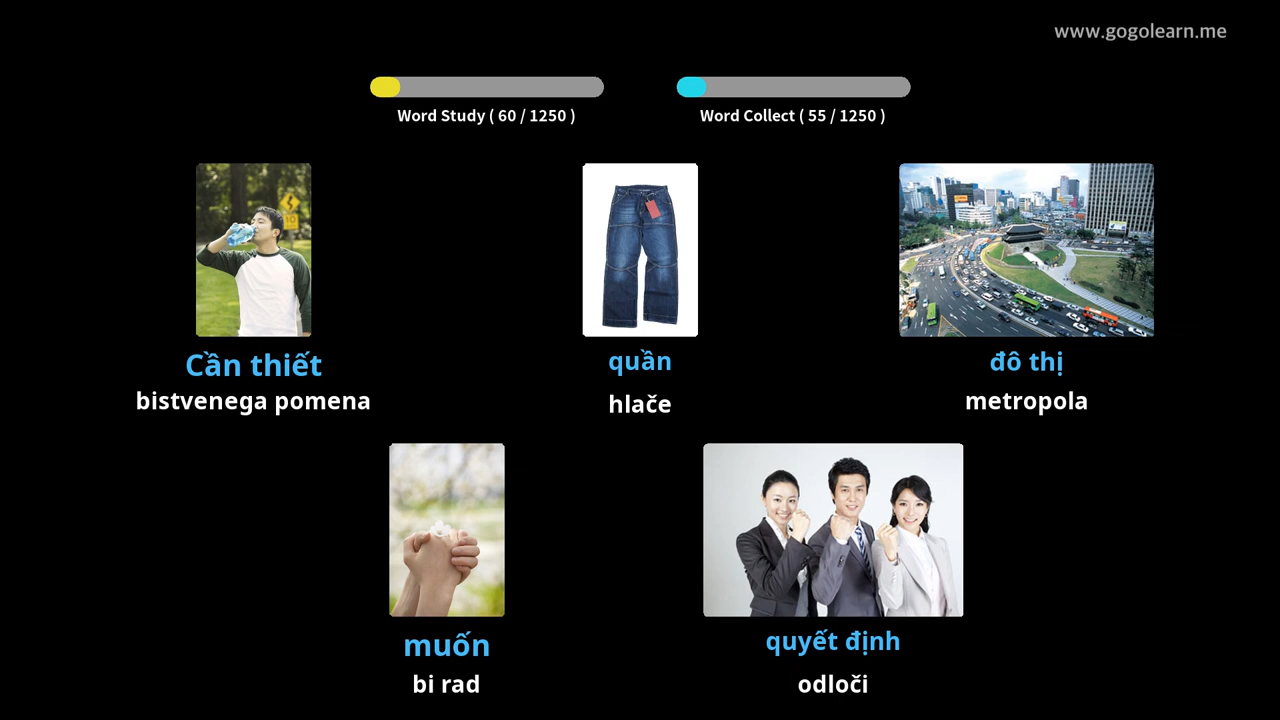 www.gogolearn.me
Word Study ( 60 / 1250 )
Word Collect ( 55 / 1250 )
Cần thiết
bistvenega pomena
quần
hlače
đô thị
metropola
muốn
bi rad
quyết định
odloči